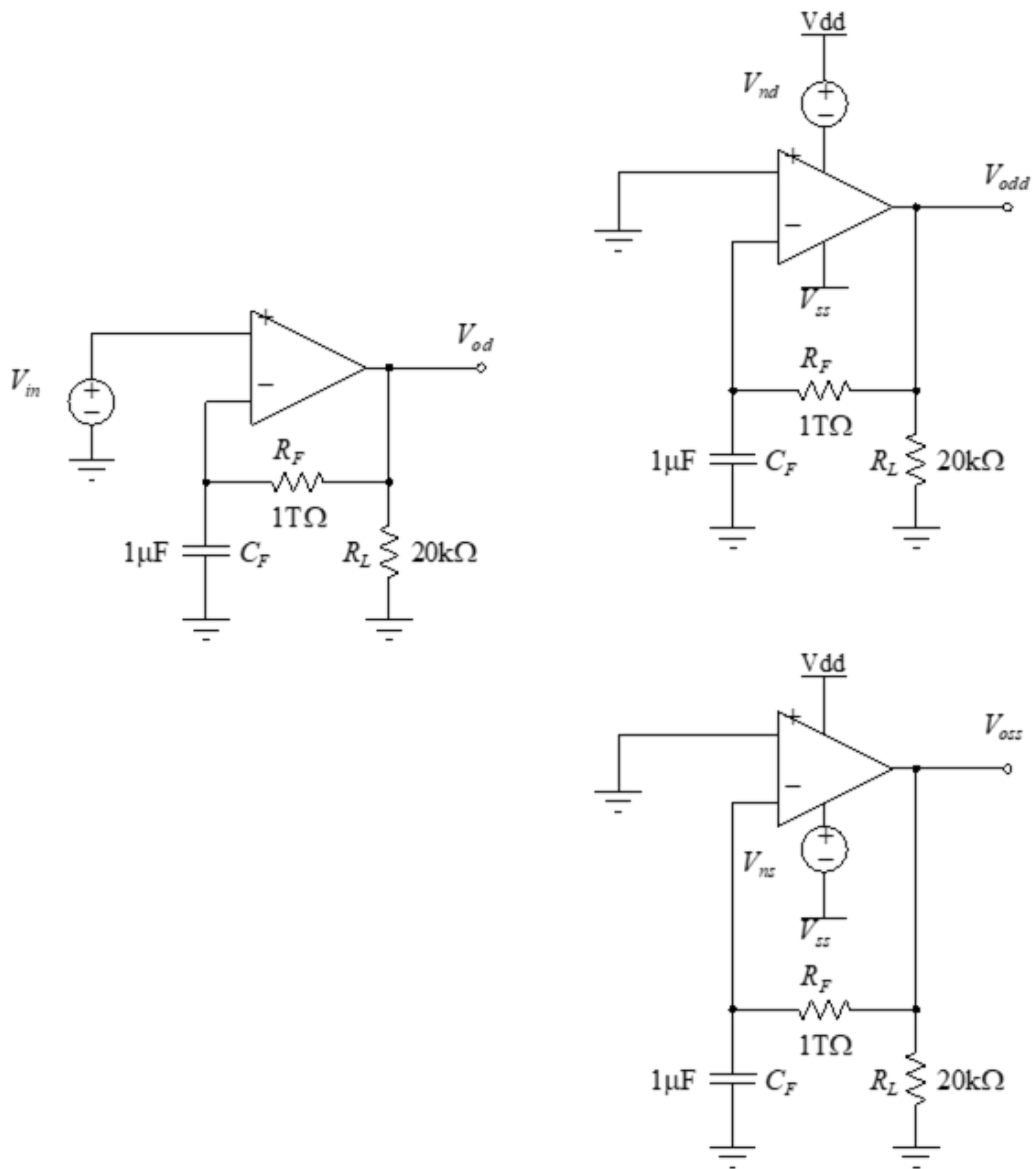 Vdd
V_nd
+
−
+
−
V_odd
V_ss
R_F
1TΩ
1μF
C_F
R_L
20kΩ
V_in
+
−
+
−
V_od
R_F
1TΩ
1μF
C_F
R_L
20kΩ
Vdd
+
−
V_oss
V_ns
+
−
V_ss
R_F
1TΩ
1μF
C_F
R_L
20kΩ